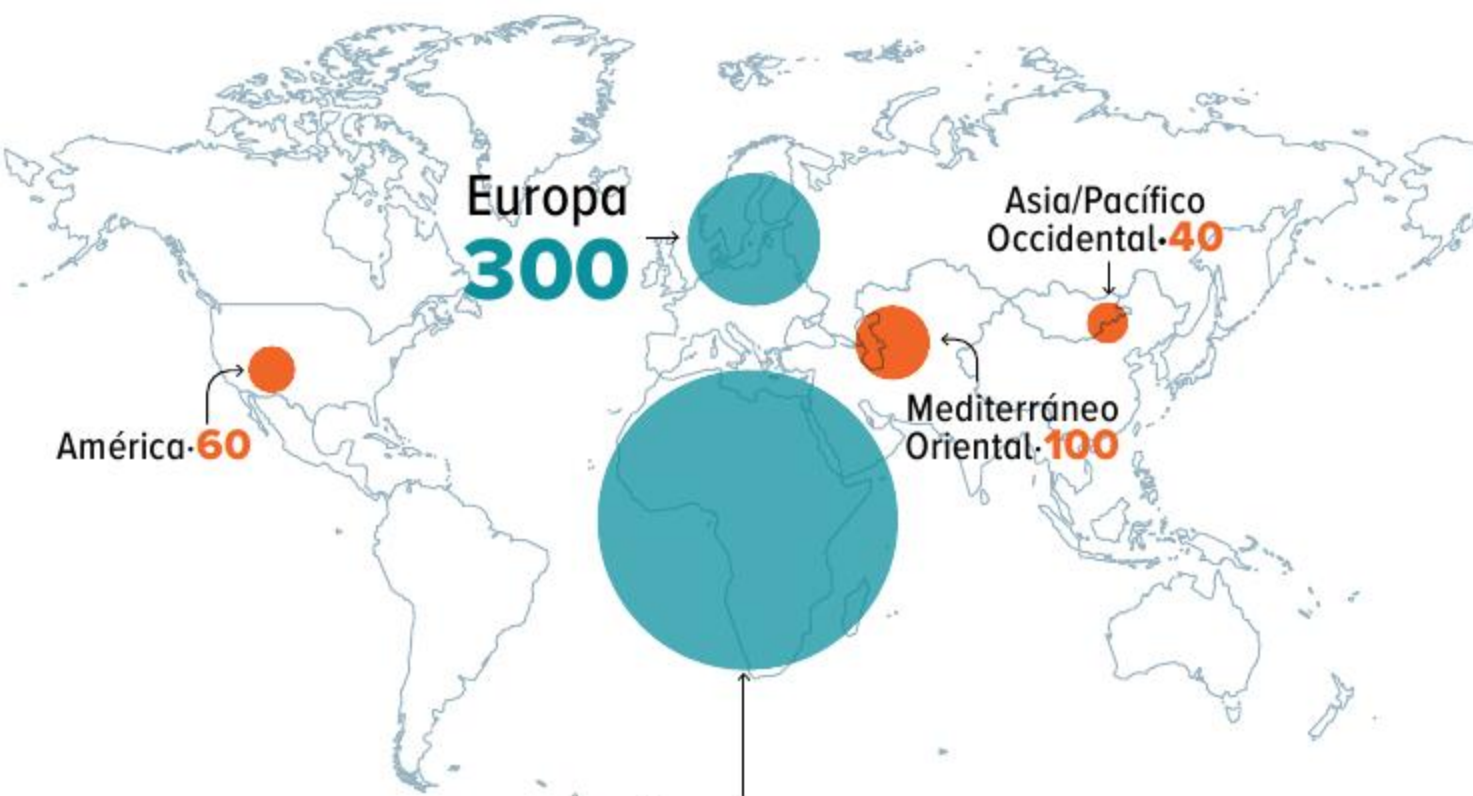 Europa
300
Asia/Pacífico
Occidental·40
Mediterráneo
Oriental·100
América·60